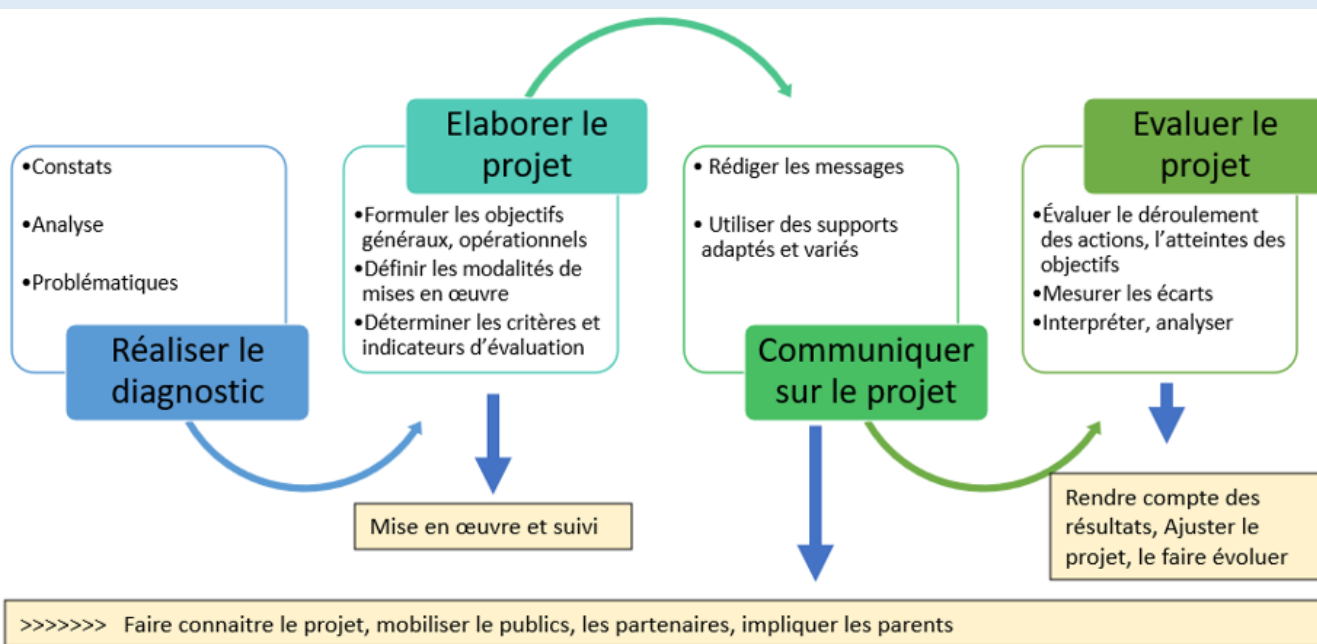 •Constats
•Analyse
•Problématiques
Réaliser le
diagnostic
Elaborer le
projet
•Formuler les objectifs
généraux, opérationnels
•Définir les modalités de
mises en œuvre
•Déterminer les critères et
indicateurs d’évaluation
Mise en œuvre et suivi
• Rédiger les messages
• Utiliser des supports
adaptés et variés
Communiquer
sur le projet
Evaluer le
projet
•Évaluer le déroulement
des actions, l’atteintes des
objectifs
•Mesurer les écarts
•Interpréter, analyser
Rendre compte des
résultats, Ajuster le
projet, le faire évoluer
>>>>>>> Faire connaitre le projet, mobiliser le publics, les partenaires, impliquer les parents